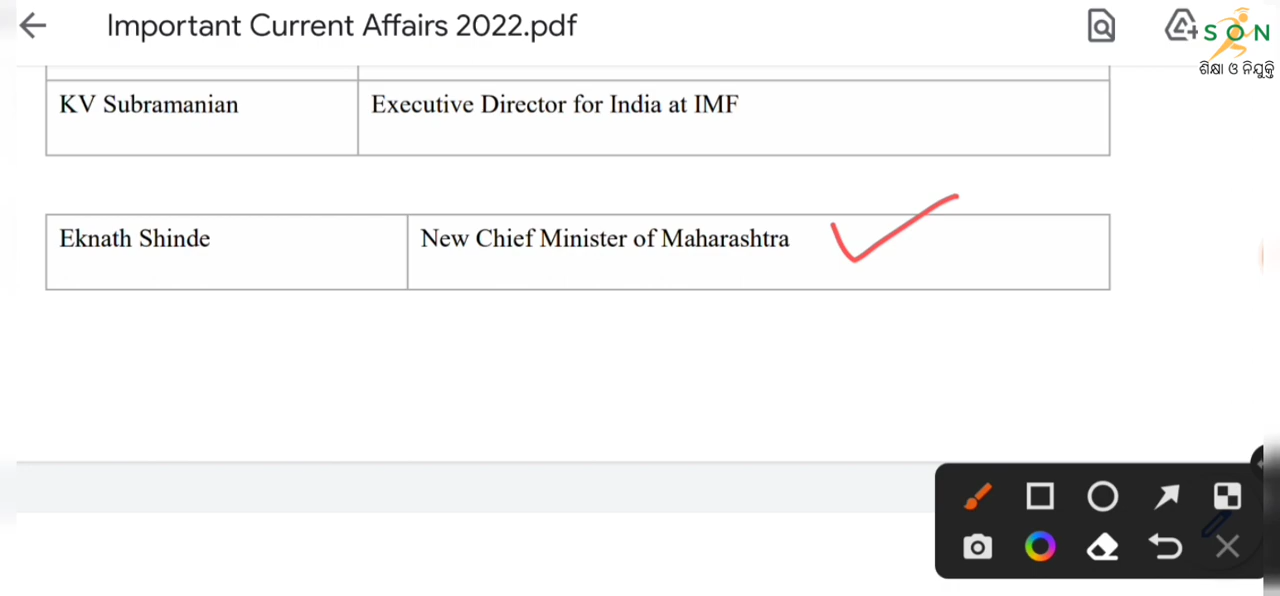 Important Current Affairs 2022.pdf
SON
ଶିକ୍ଷା ଓ ନିଯୁକ୍ତି
KV Subramanian Executive Director for India at IMF
Eknath Shinde New Chief Minister of Maharashtra